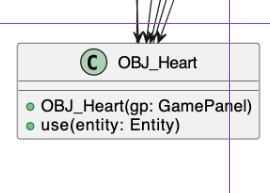 C OBJ_Heart
OBJ_Heart(gp: GamePanel)
use(entity: Entity)